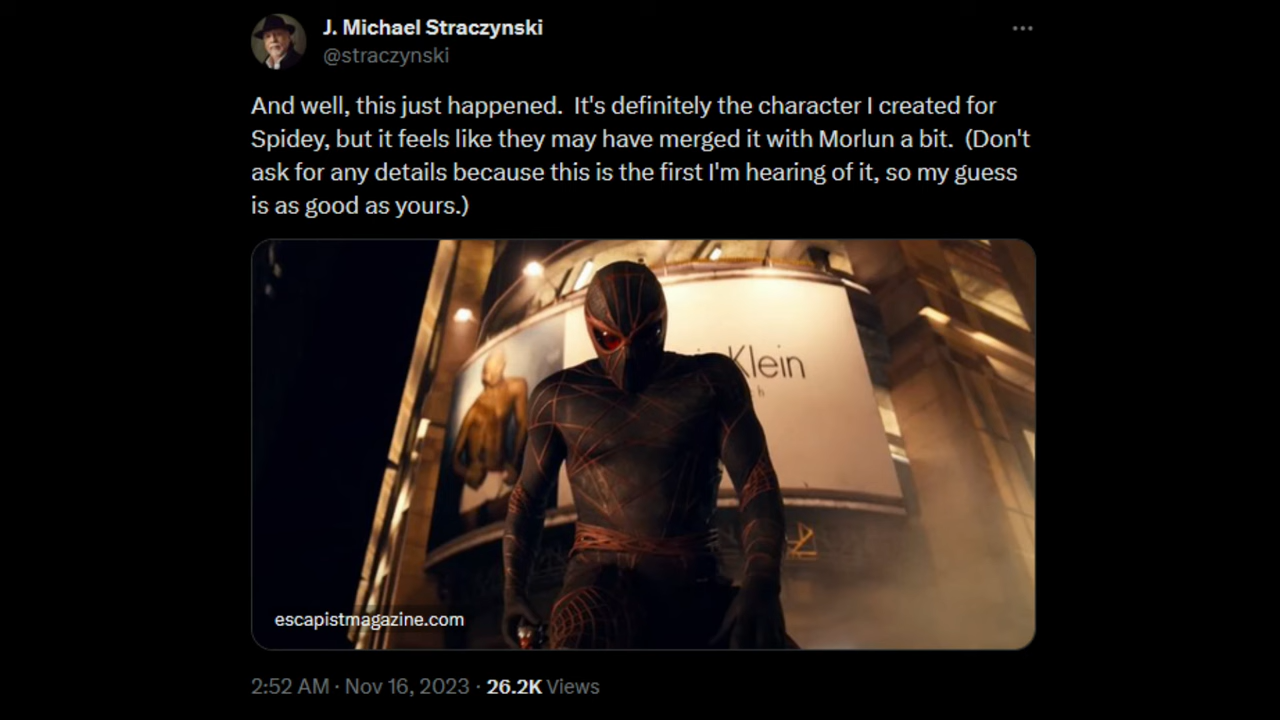 J. Michael Straczynski
@straczynski
And well, this just happened.  It's definitely the character I created for
Spidey, but it feels like they may have merged it with Morlun a bit.  (Don't
ask for any details because this is the first I'm hearing of it, so my guess
is as good as yours.)
Klein
escapistmagazine.com
2:52 AM · Nov 16, 2023 · 26.2K Views